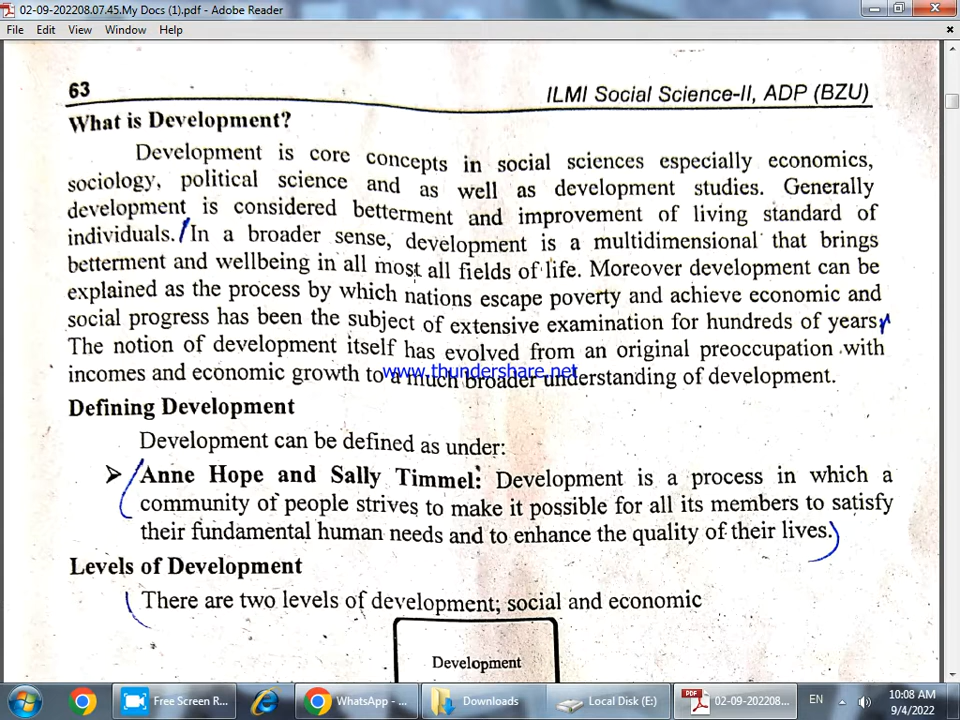 02-09-202208.07.45.My Docs (1).pdf - Adobe Reader
File Edit View Window Help
63 ILMI Social Science-II, ADP (BZU)
What is Development?
Development is core concepts in social sciences especially economics,
sociology, political science and and as well as development studies. Generally
development is considered betterment and improvement of living standard of
individuals. In a broader sense, development is a multidimensional that brings
betterment and wellbeing in all most all fields of life. Moreover development can be
explained as the process by which nations escape poverty and achieve economic and
social progress has been the subject of extensive examination for hundreds of years.
The notion of development itself has evolved from an original preoccupation with
incomes and economic growth to a much broader understanding of development.
www.thundershare.net
Defining Development
Development can be defined as under:
➢ Anne Hope and Sally Timmel: Development is a process in which a
community of people strives to make it possible for all its members to satisfy
their fundamental human needs and to enhance the quality of their lives.
Levels of Development
There are two levels of development; social and economic
Development
Free Screen R... WhatsApp - ... Downloads Local Disk (E:) 02-09-202208... EN 10:08 AM
9/4/2022